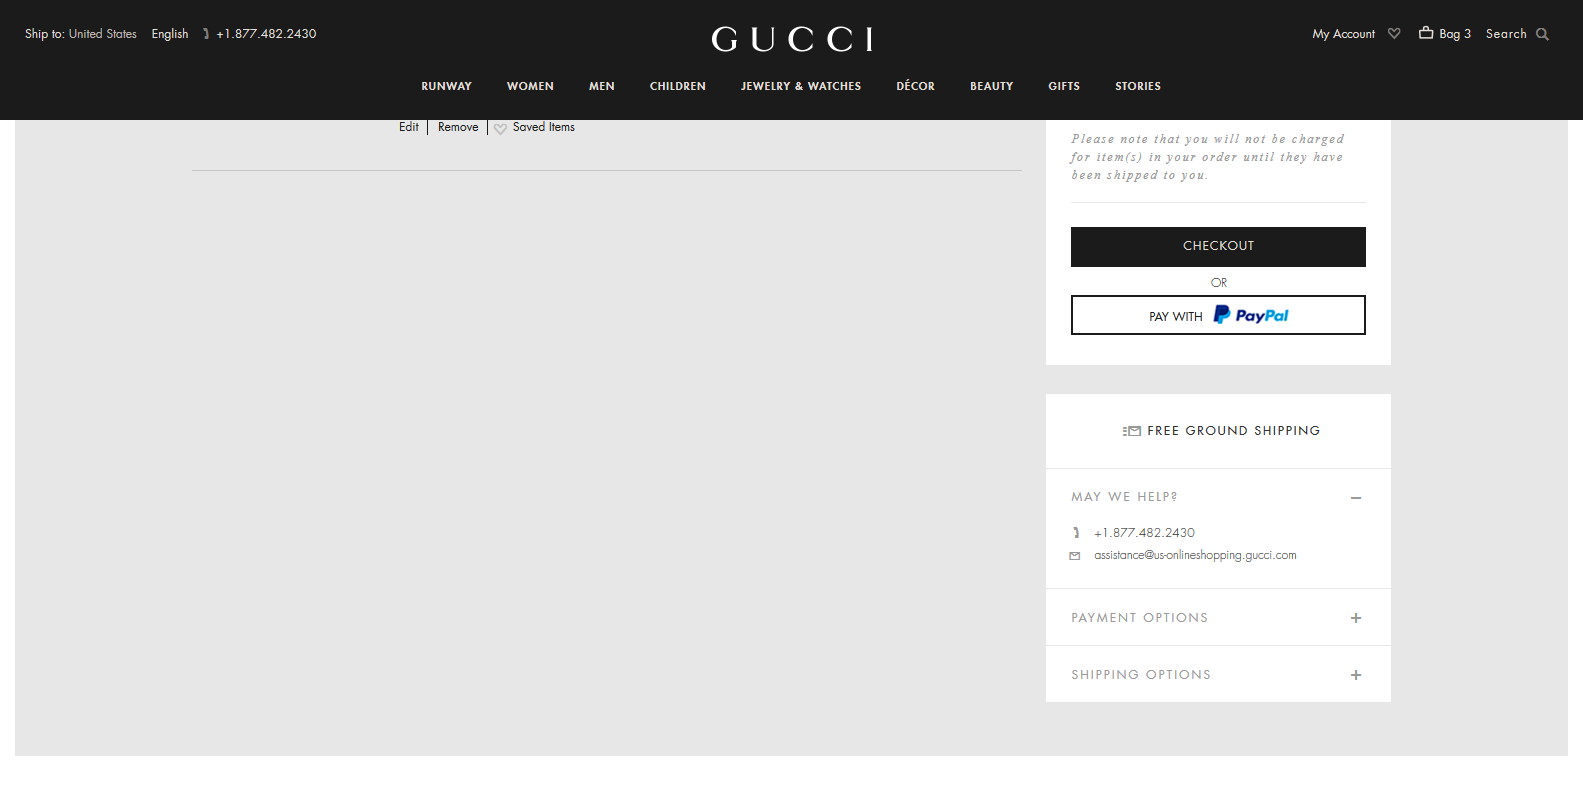 Ship to: United States English +1.877.482.2430
GUCCI
My Account Bag 3 Search
RUNWAY WOMEN MEN CHILDREN JEWELRY & WATCHES DÉCOR BEAUTY GIFTS STORIES
Edit Remove Saved Items
Please note that you will not be charged
for item(s) in your order until they have
been shipped to you.
CHECKOUT
OR
PAY WITH PayPal
FREE GROUND SHIPPING
MAY WE HELP?
+1.877.482.2430
assistance@us-onlineshopping.gucci.com
PAYMENT OPTIONS
SHIPPING OPTIONS